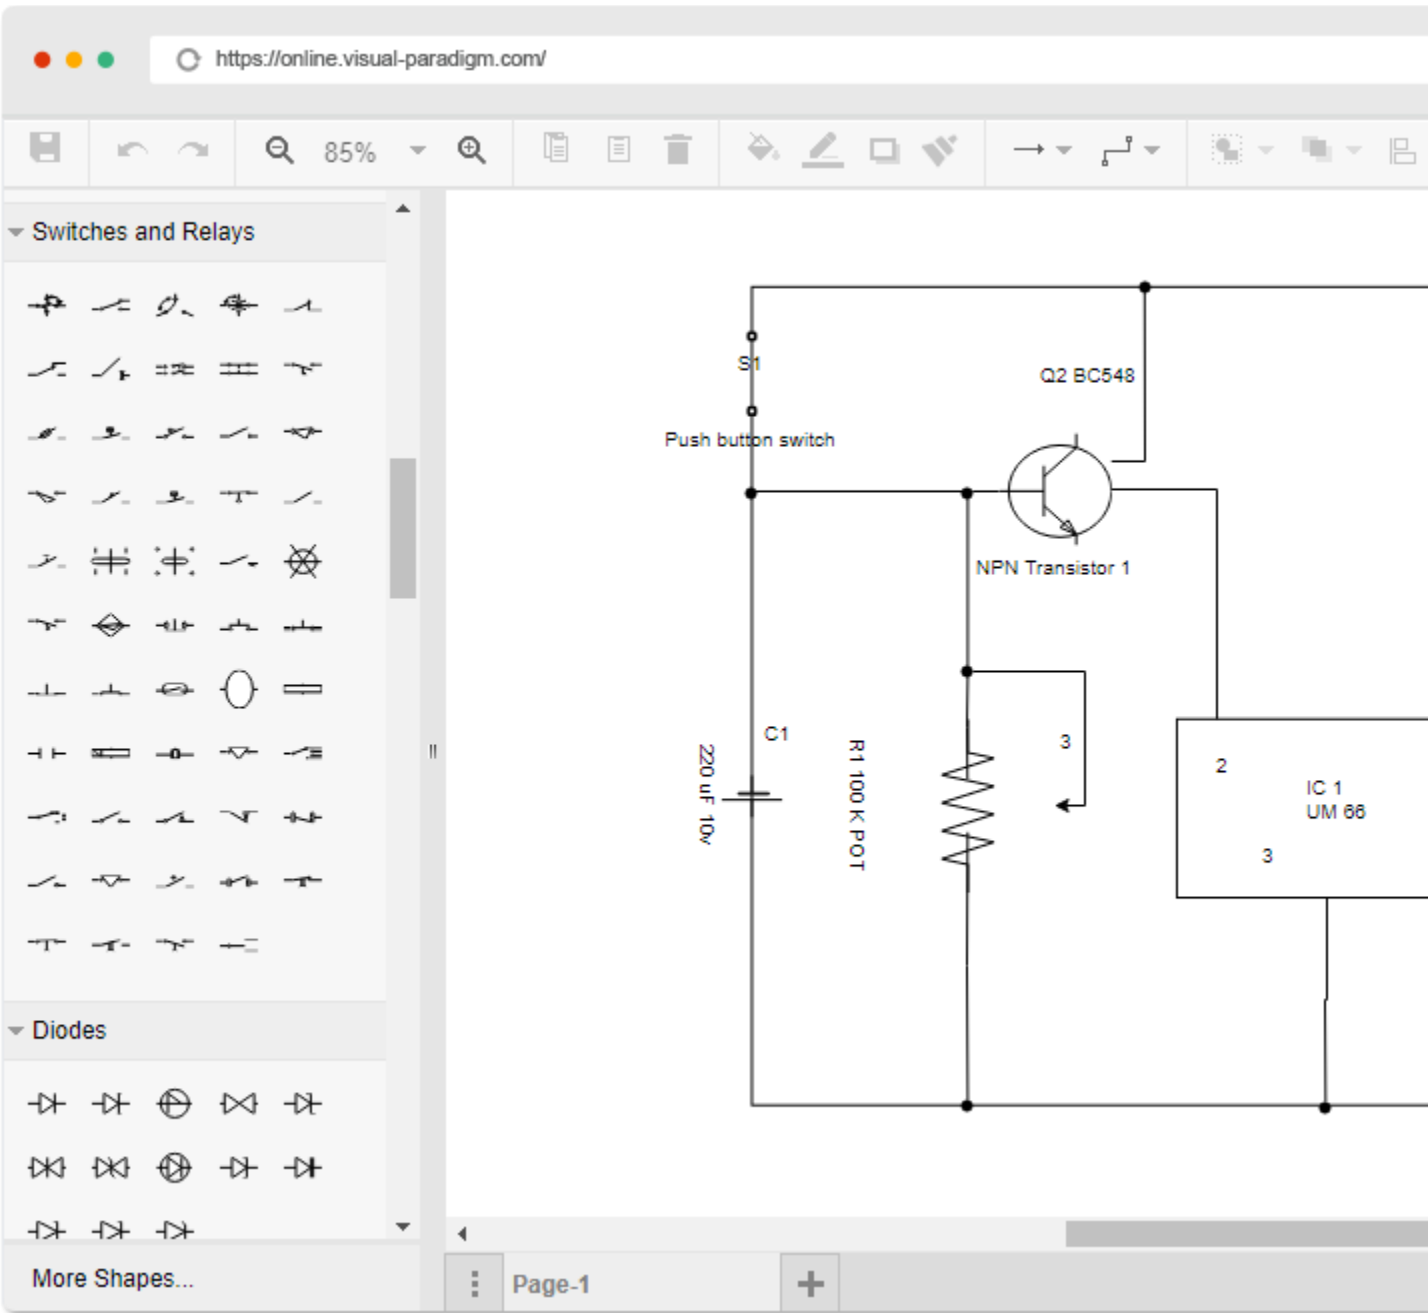 https://online.visual-paradigm.com/
85%
Switches and Relays
S1
Push button switch
Q2 BC548
NPN Transistor 1
C1
220 uF 10v
R1 100 K POT
3
2
IC 1
UM 66
3
Diodes
More Shapes...
Page-1